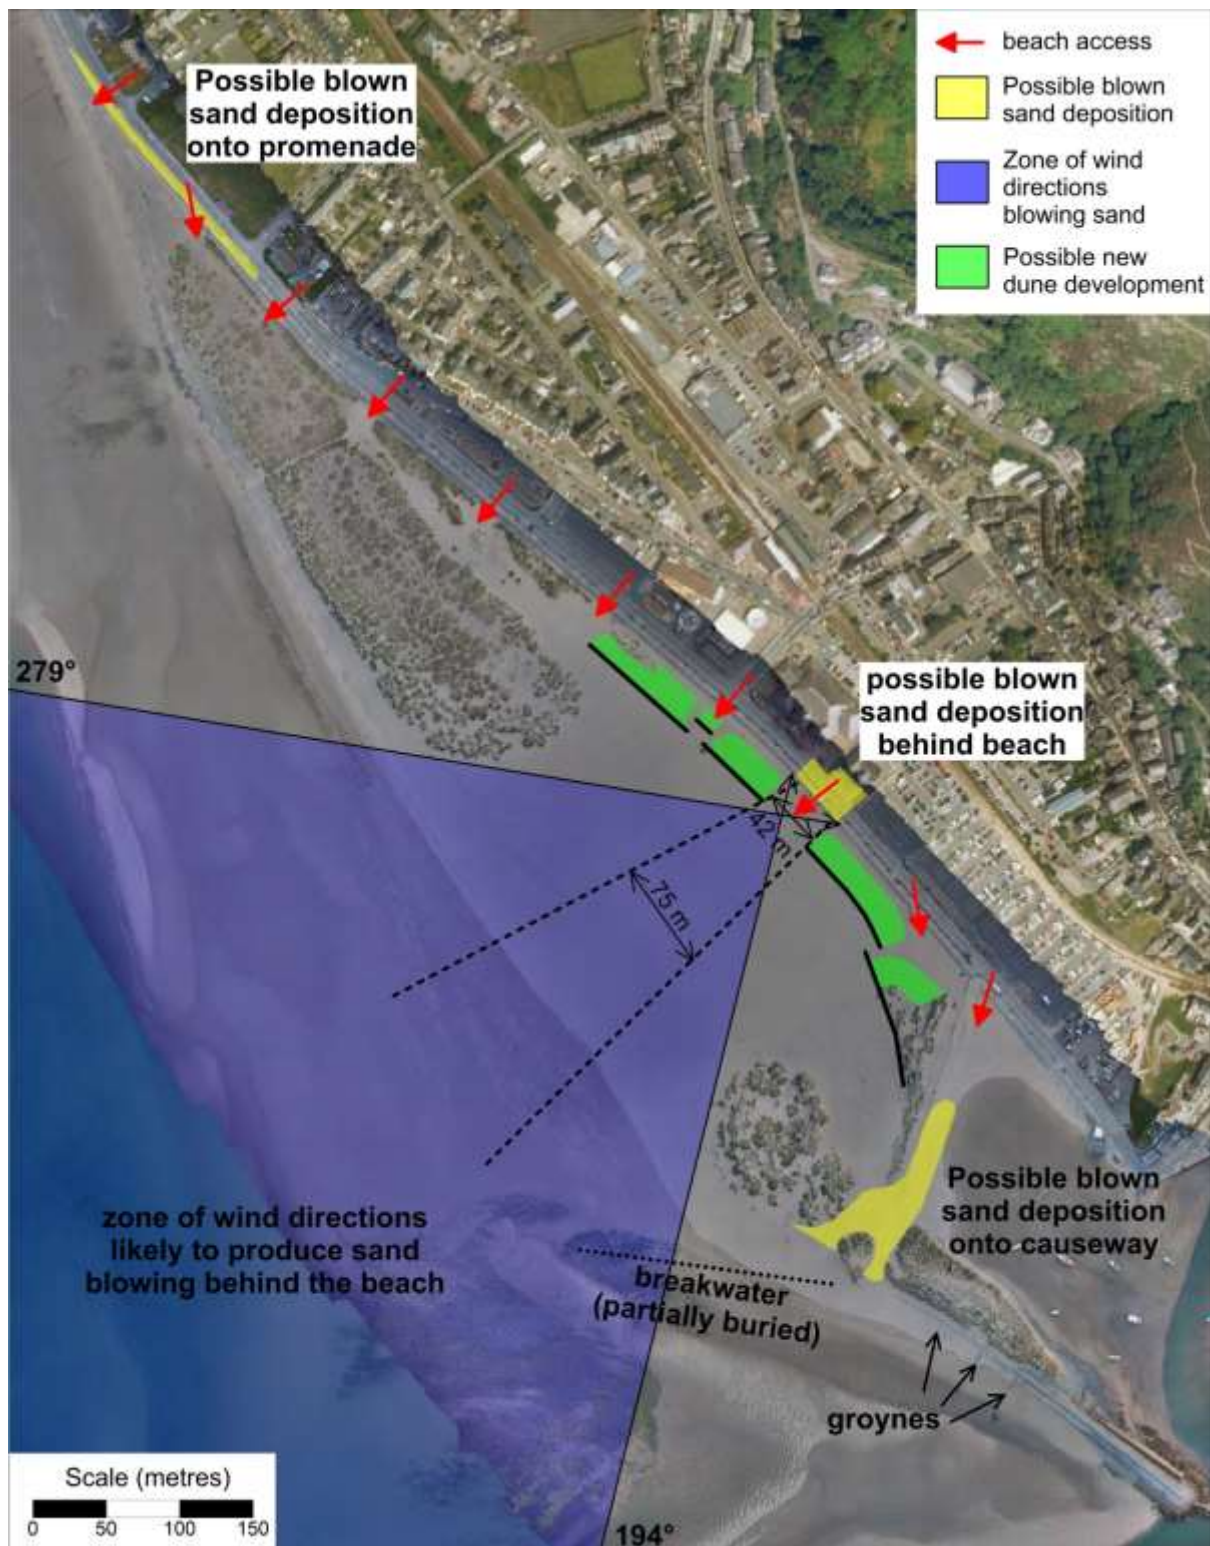 beach access
Possible blown
sand deposition
Zone of wind
directions
blowing sand
Possible new
dune development
Possible blown
sand deposition
onto promenade
279°
possible blown
sand deposition
behind beach
42 m
75 m
zone of wind directions
likely to produce sand
blowing behind the beach
Possible blown
sand deposition
onto causeway
breakwater
(partially buried)
groynes
Scale (metres)
0 50 100 150
194°